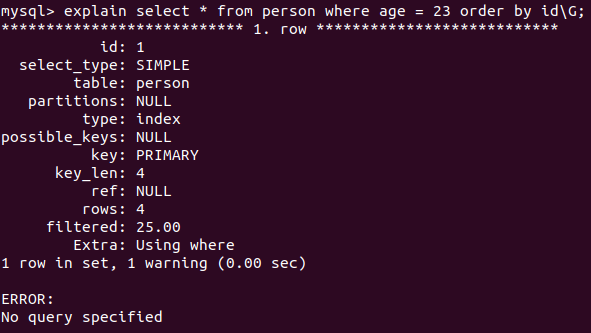 mysql> explain select * from person where age = 23 order by id\G;
*************************** 1. row ***************************
           id: 1
  select_type: SIMPLE
        table: person
   partitions: NULL
         type: index
possible_keys: NULL
          key: PRIMARY
      key_len: 4
          ref: NULL
         rows: 4
     filtered: 25.00
        Extra: Using where
1 row in set, 1 warning (0.00 sec)

ERROR:
No query specified